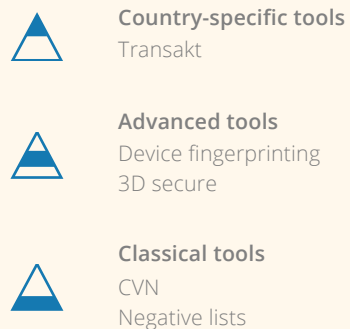 Country-specific tools
Transakt
Advanced tools
Device fingerprinting
3D secure
Classical tools
CVN
Negative lists